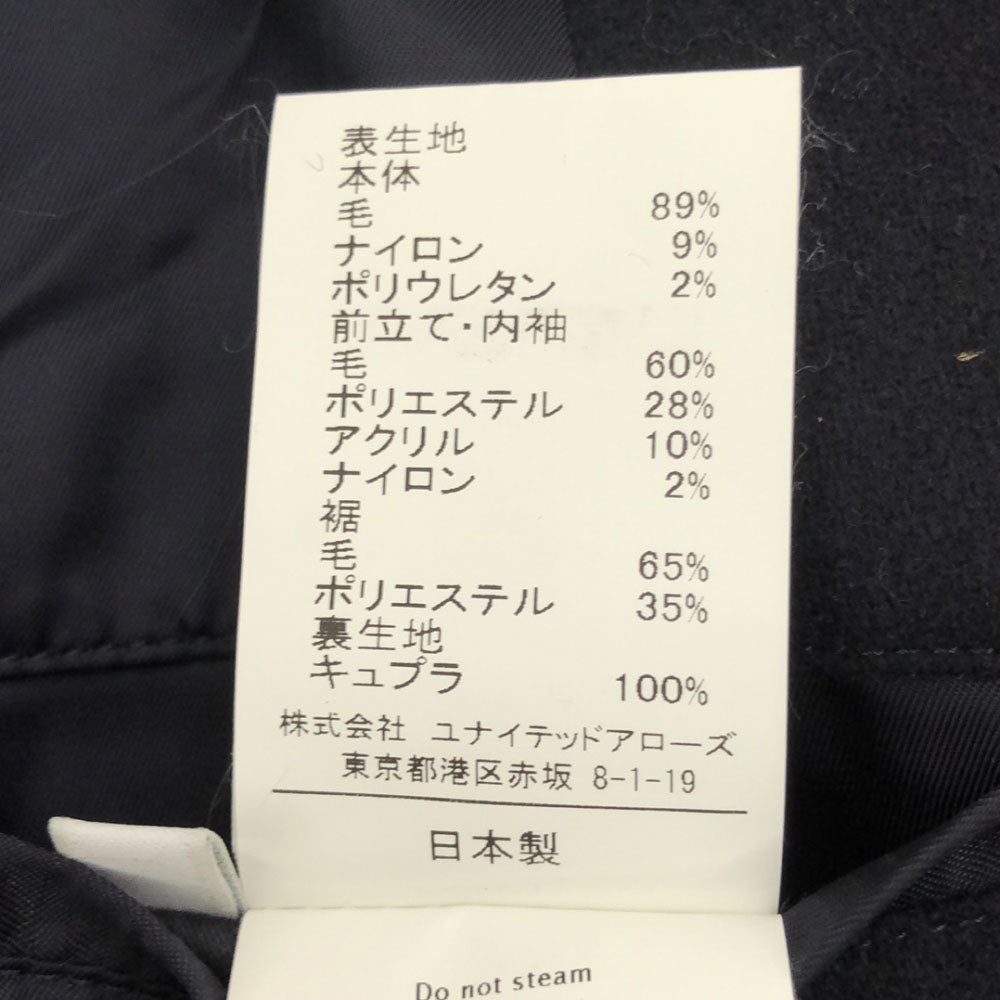 表生地
本体
毛 89%
ナイロン 9%
ポリウレタン 2%
前立て・内袖
毛 60%
ポリエステル 28%
アクリル 10%
ナイロン 2%
裾
毛 65%
ポリエステル 35%
裏生地
キュプラ 100%
株式会社 ユナイテッドアローズ
東京都港区赤坂 8-1-19
日本製
Do not steam